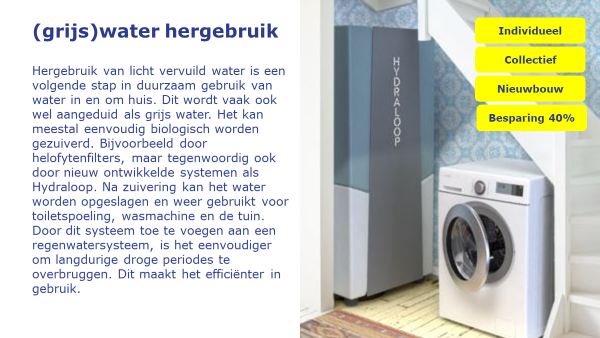 (grijs)water hergebruik
Hergebruik van licht vervuild water is een
volgende stap in duurzaam gebruik van
water in en om huis. Dit wordt vaak ook
wel aangeduid als grijs water. Het kan
meestal eenvoudig biologisch worden
gezuiverd. Bijvoorbeeld door
helofytenfilters, maar tegenwoordig ook
door nieuw ontwikkelde systemen als
Hydraloop. Na zuivering kan het water
worden opgeslagen en weer gebruikt voor
toiletspoeling, wasmachine en de tuin.
Door dit systeem toe te voegen aan een
regenwatersysteem, is het eenvoudiger
om langdurige droge periodes te
overbruggen. Dit maakt het efficiënter in
gebruik.
HYDRALOOP
Individueel
Collectief
Nieuwbouw
Besparing 40%